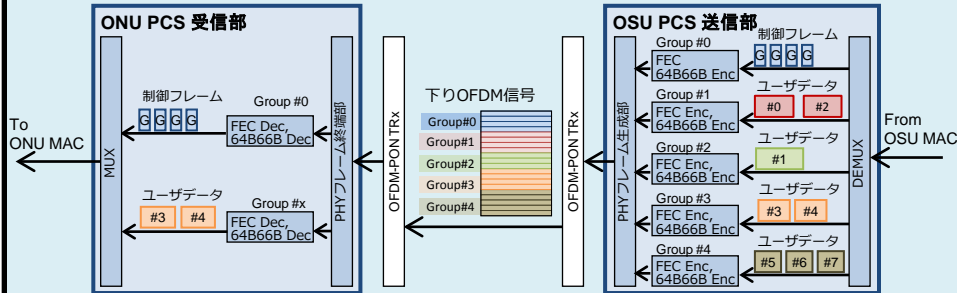 ONU PCS 受信部
制御フレーム
G G G G
Group #0
FEC Dec,
64B66B Dec
To
ONU MAC
MUX
ユーザデータ
#3 #4
Group #x
FEC Dec,
64B66B Dec
PHYフレーム終端部
OFDM-PON TRx
下りOFDM信号
Group#0
Group#1
Group#2
Group#3
Group#4
OFDM-PON TRx
OSU PCS 送信部
PHYフレーム生成部
Group #0
FEC
64B66B Enc
制御フレーム
G G G G
Group #1
FEC Enc,
64B66B Enc
ユーザデータ
#0 #2
Group #2
FEC Enc,
64B66B Enc
ユーザデータ
#1
Group #3
FEC Enc,
64B66B Enc
ユーザデータ
#3 #4
Group #4
FEC Enc,
64B66B Enc
ユーザデータ
#5 #6 #7
DEMUX
From
OSU MAC